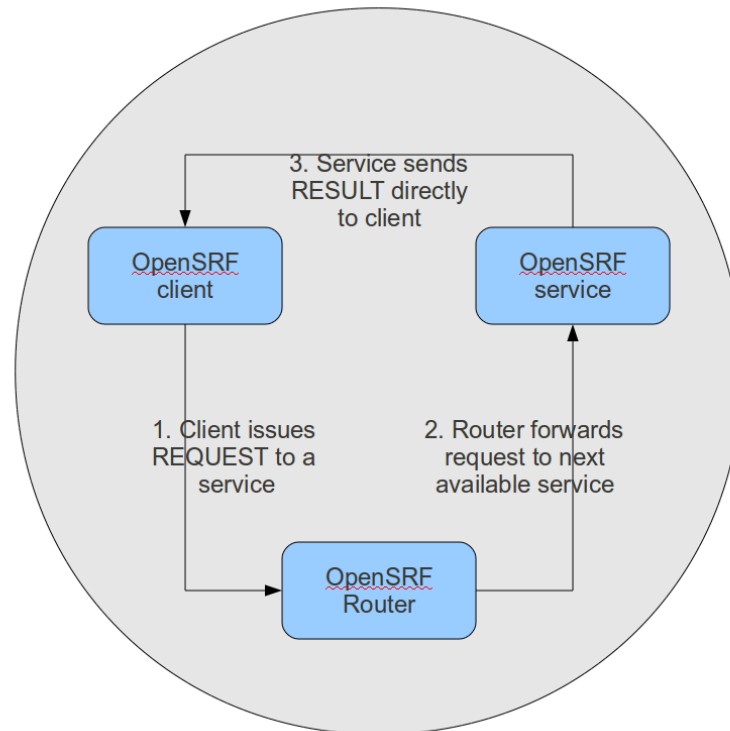 3. Service sends
RESULT directly
to client
OpenSRF
client
OpenSRF
service
1. Client issues
REQUEST to a
service
2. Router forwards
request to next
available service
OpenSRF
Router